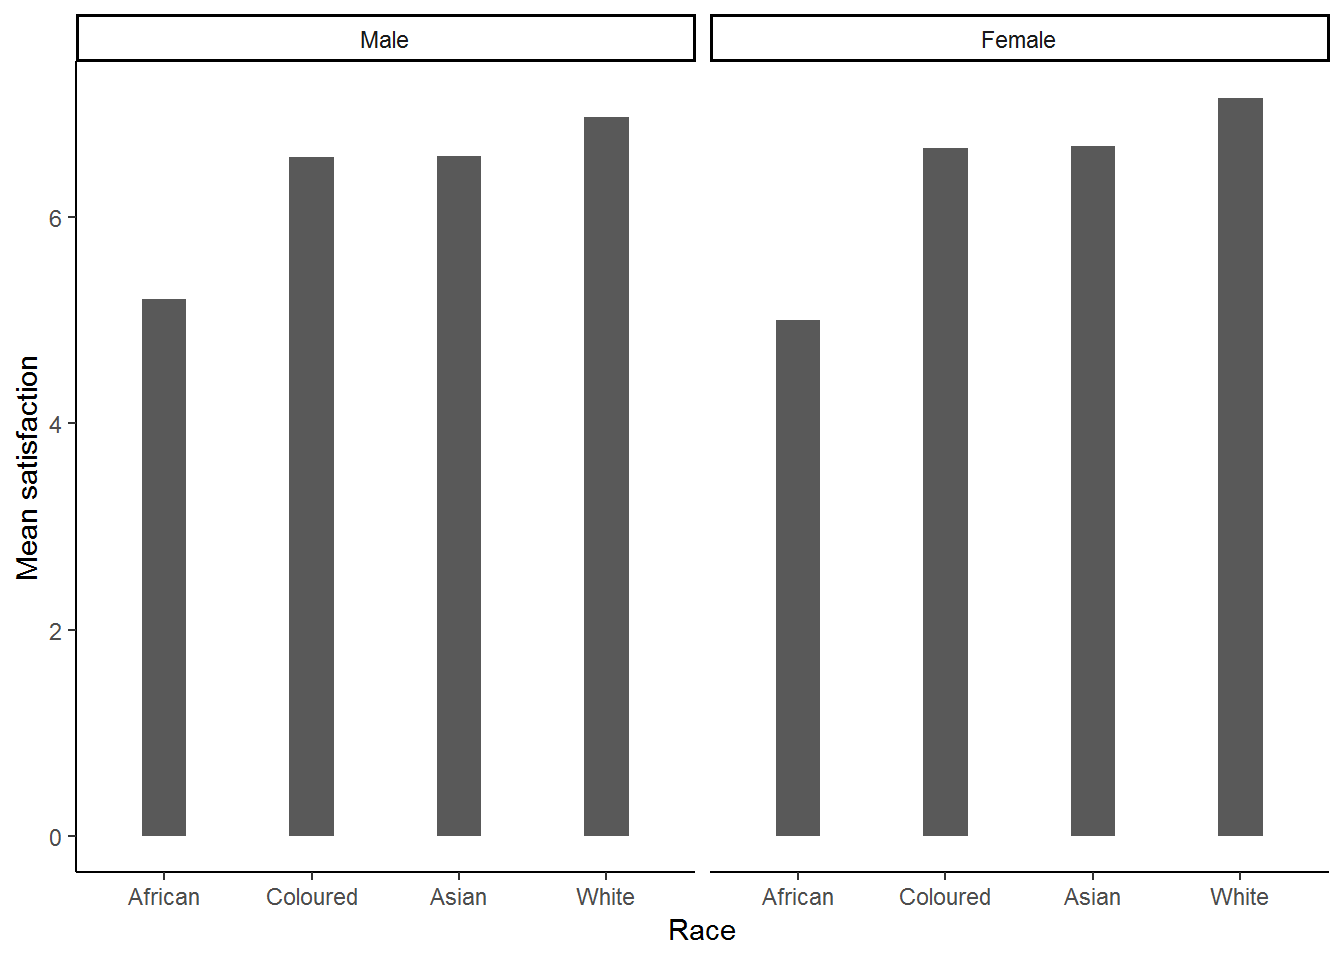 Male
Female
Mean satisfaction
6
4
2
0
African Coloured Asian White
African Coloured Asian White
Race